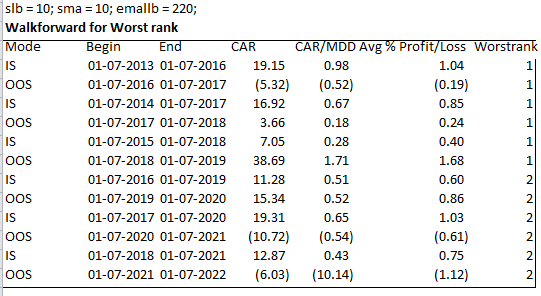 slb = 10; sma = 10; emallb = 220;
Walkforward for Worst rank
Mode Begin End CAR CAR/MDD Avg % Profit/Loss Worstrank
IS 01-07-2013 01-07-2016 19.15 0.98 1.04 1
OOS 01-07-2016 01-07-2017 (5.32) (0.52) (0.19) 1
IS 01-07-2014 01-07-2017 16.92 0.67 0.85 1
OOS 01-07-2017 01-07-2018 3.66 0.18 0.24 1
IS 01-07-2015 01-07-2018 7.05 0.28 0.40 1
OOS 01-07-2018 01-07-2019 38.69 1.71 1.68 1
IS 01-07-2016 01-07-2019 11.28 0.51 0.60 2
OOS 01-07-2019 01-07-2020 15.34 0.52 0.86 2
IS 01-07-2017 01-07-2020 19.31 0.65 1.03 2
OOS 01-07-2020 01-07-2021 (10.72) (0.54) (0.61) 2
IS 01-07-2018 01-07-2021 12.87 0.43 0.75 2
OOS 01-07-2021 01-07-2022 (6.03) (10.14) (1.12) 2